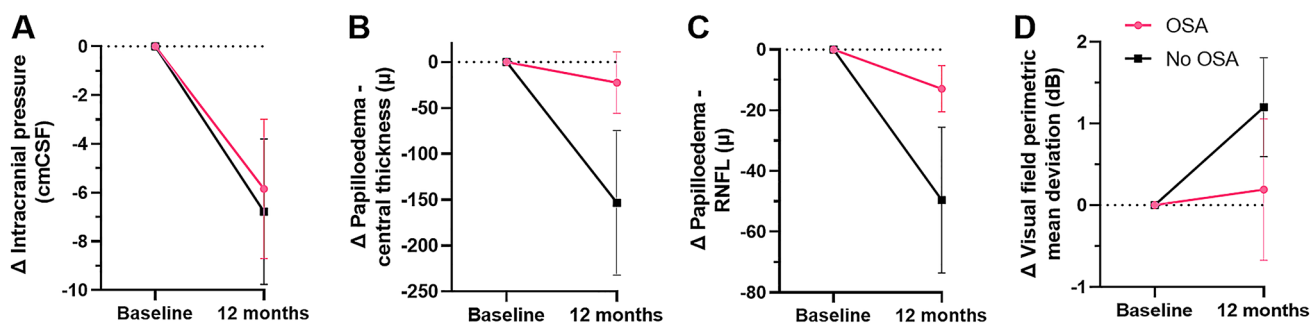 A
Δ Intracranial pressure
(cmCSF)
0
-2
-4
-6
-8
-10
Baseline
12 months
B
Δ Papilloedema -
central thickness (μ)
0
-50
-100
-150
-200
-250
Baseline
12 months
C
Δ Papilloedema -
RNFL (μ)
0
-20
-40
-60
-80
Baseline
12 months
D
Δ Visual field perimetric
mean deviation (dB)
2
1
0
-1
Baseline
12 months
OSA
No OSA